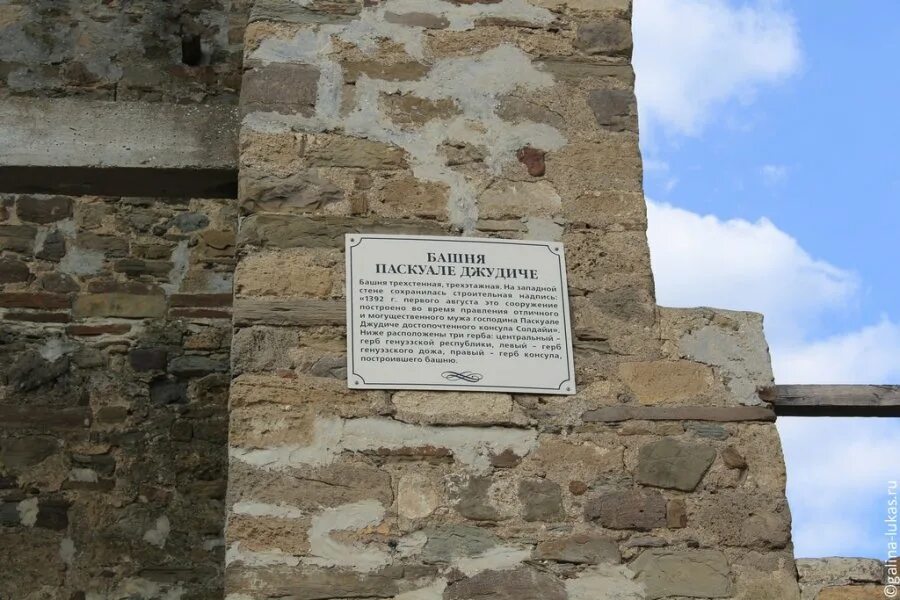 БАШНЯ
ПАСКУАЛЕ ДЖУДИЧЕ
Башня трехстенная, трехэтажная. На западной
стене сохранилась строительная надпись:
«1392 г. первого августа это сооружение
построено во время правления отличного
и могущественного мужа господина Паскуале
Джудиче достопочтенного консула Солдайи».
Ниже расположены три герба: центральный –
герб генуэзской республики, левый – герб
генуэзского дожа, правый – герб консула,
построившего башню.
©galina-lukas.ru